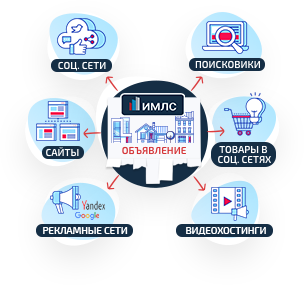 СОЦ. СЕТИ
ПОИСКОВИКИ
ИМЛС
ОБЪЯВЛЕНИЕ
САЙТЫ
ТОВАРЫ В
СОЦ. СЕТЯХ
Yandex
Google
РЕКЛАМНЫЕ СЕТИ
ВИДЕОХОСТИНГИ